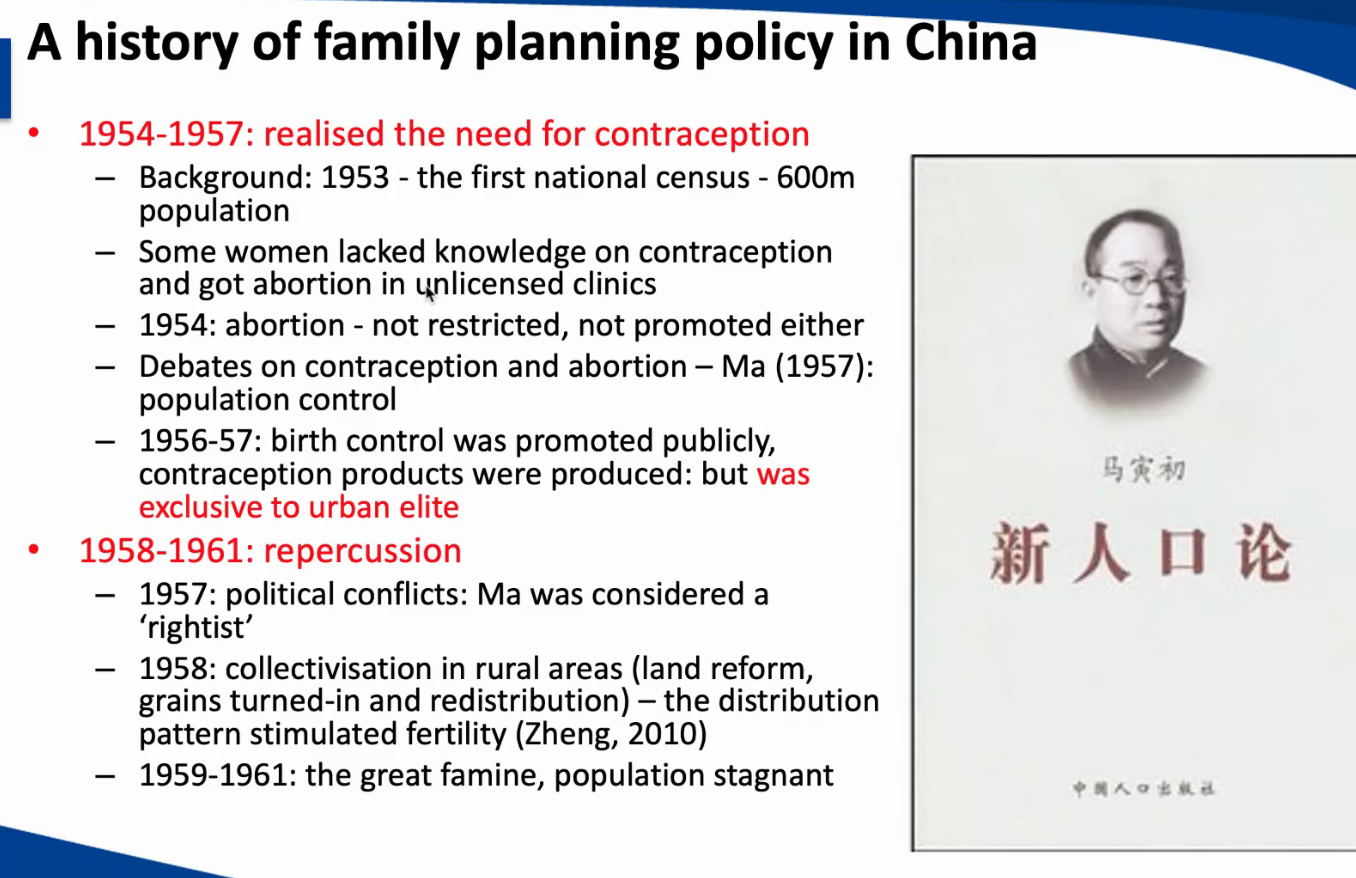 A history of family planning policy in China
• 1954-1957: realised the need for contraception
– Background: 1953 - the first national census - 600m
population
– Some women lacked knowledge on contraception
and got abortion in unlicensed clinics
– 1954: abortion - not restricted, not promoted either
– Debates on contraception and abortion – Ma (1957):
population control
– 1956-57: birth control was promoted publicly,
contraception products were produced: but was
exclusive to urban elite
• 1958-1961: repercussion
– 1957: political conflicts: Ma was considered a
‘rightist’
– 1958: collectivisation in rural areas (land reform,
grains turned-in and redistribution) – the distribution
pattern stimulated fertility (Zheng, 2010)
– 1959-1961: the great famine, population stagnant
马寅初
新人口论
中国人口出版社